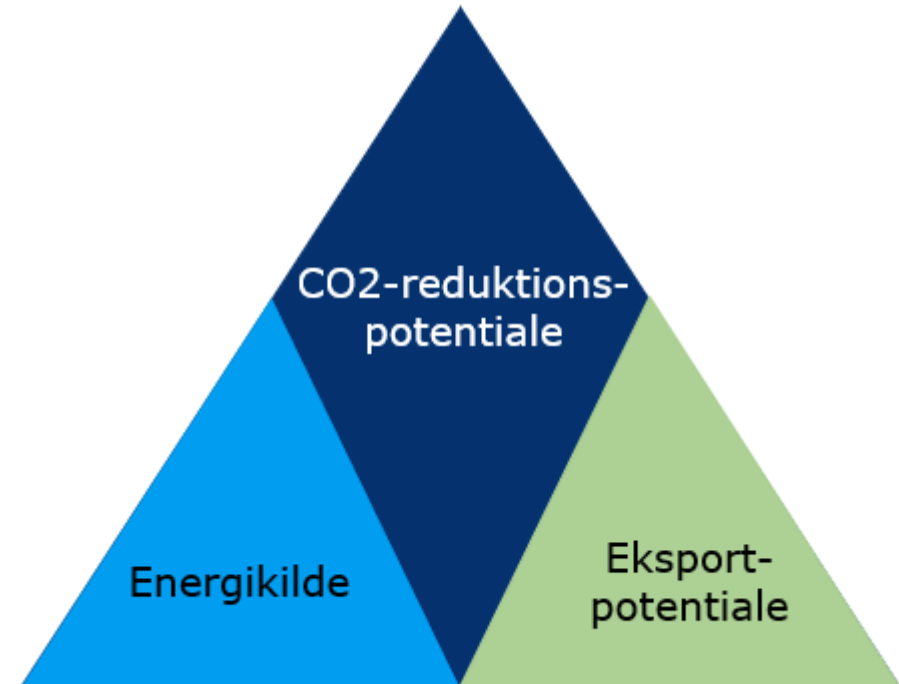 CO2-reduktions-
potentiale
Energikilde
Eksport-
potentiale